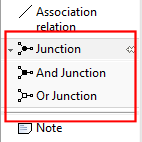 Association
relation
Junction
And Junction
Or Junction
Note